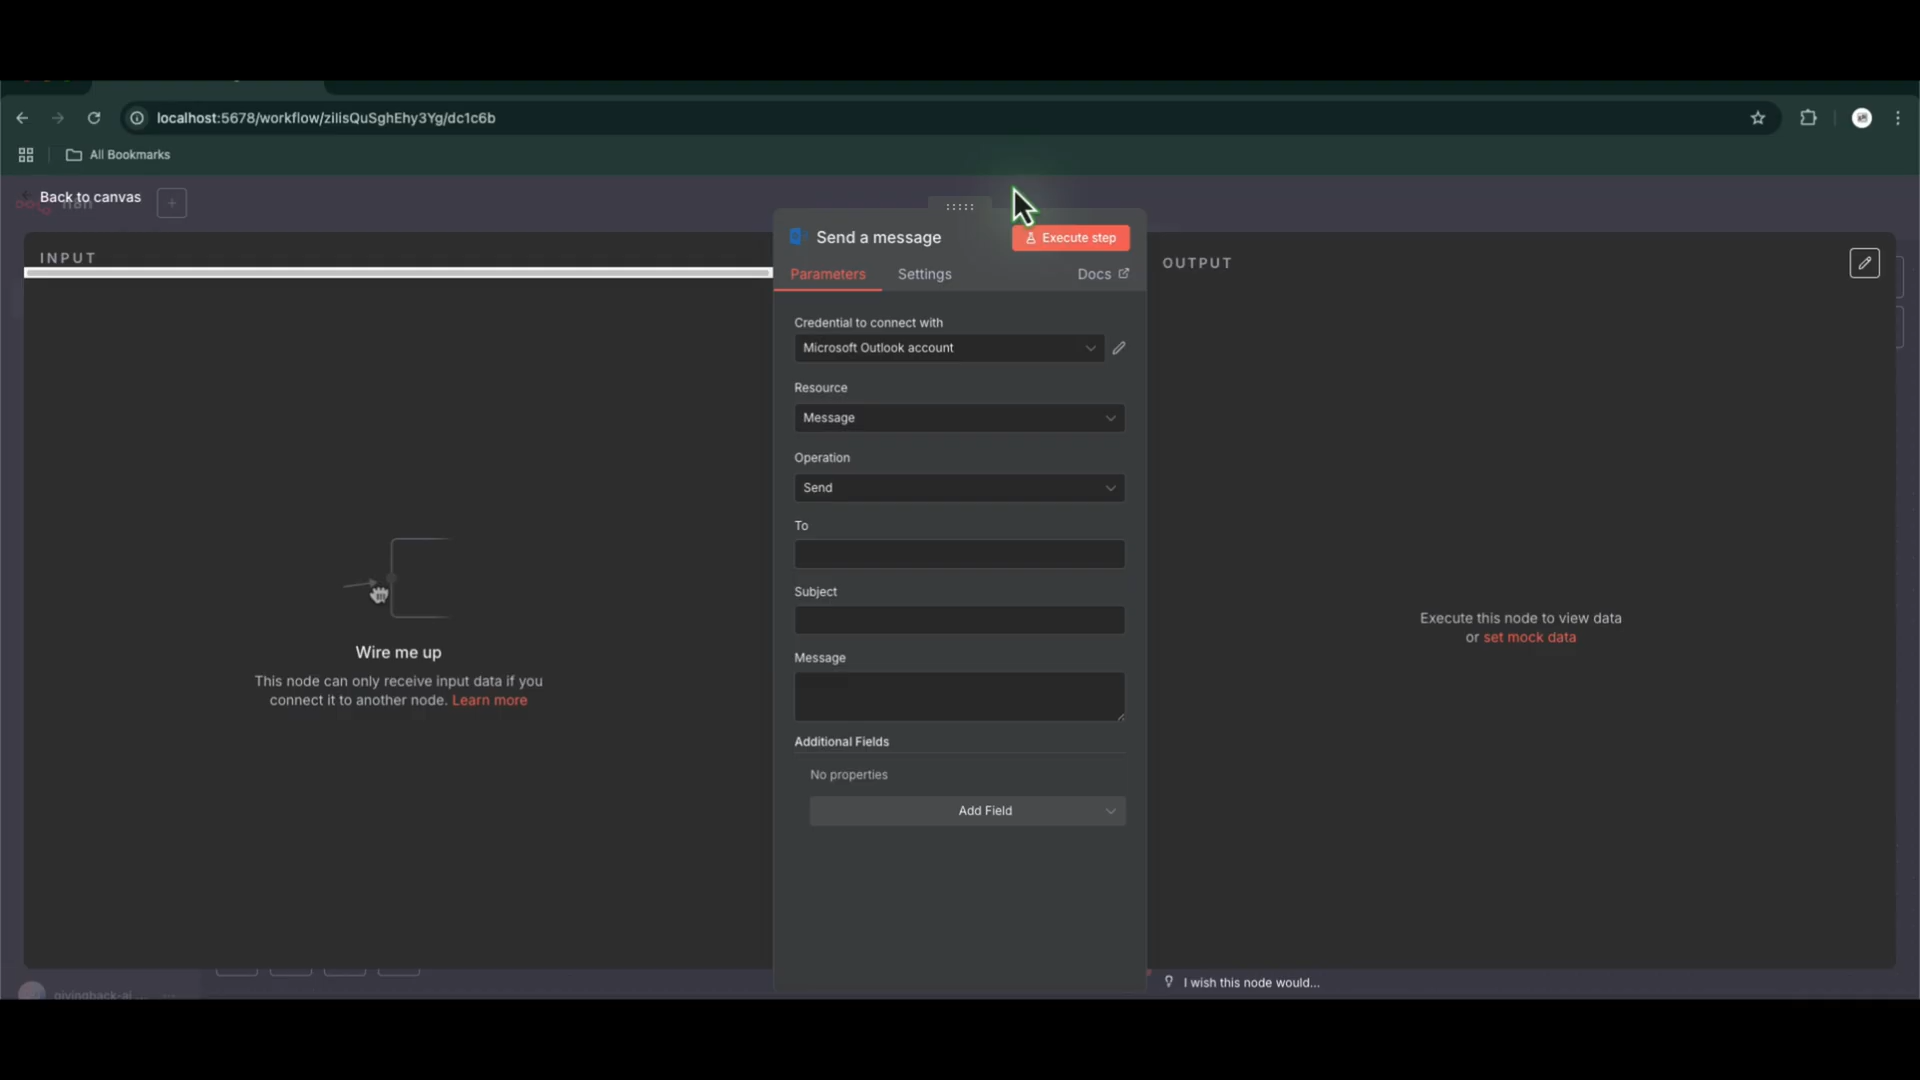 localhost:5678/workflow/zilisQuSghEhy3Yg/dc1c6b
All Bookmarks
Back to canvas
n8n
INPUT
Wire me up
This node can only receive input data if you
connect it to another node. Learn more
Send a message
Execute step
Parameters
Settings
Docs
Credential to connect with
Microsoft Outlook account
Resource
Message
Operation
Send
To
Subject
Message
Additional Fields
No properties
Add Field
OUTPUT
Execute this node to view data
or set mock data
I wish this node would...
givingback-ai ...